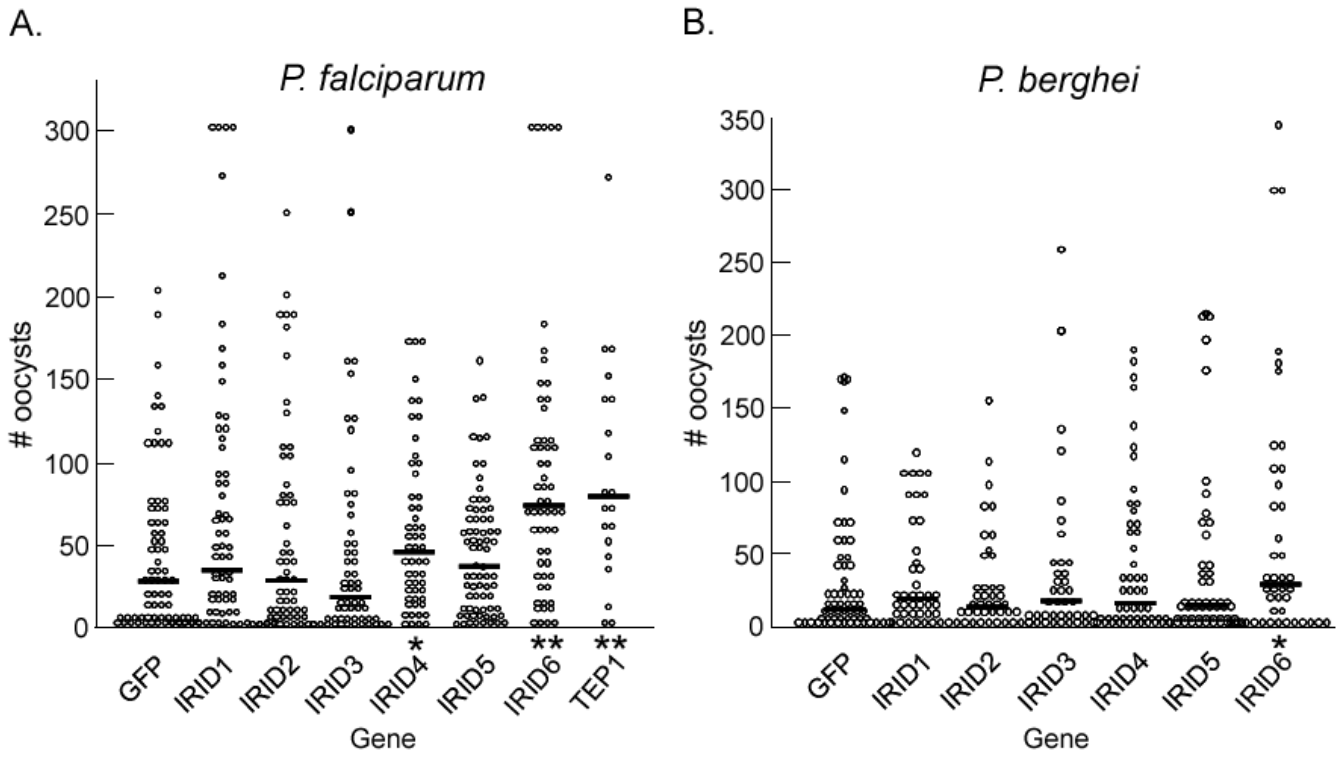 A.
P. falciparum
300
250
200
150
100
50
0
# oocysts
GFP
IRID1
IRID2
IRID3
IRID4
IRID5
IRID6
TEP1
*
**
**
Gene
B.
P. berghei
350
300
250
200
150
100
50
0
# oocysts
GFP
IRID1
IRID2
IRID3
IRID4
IRID5
IRID6
*
Gene